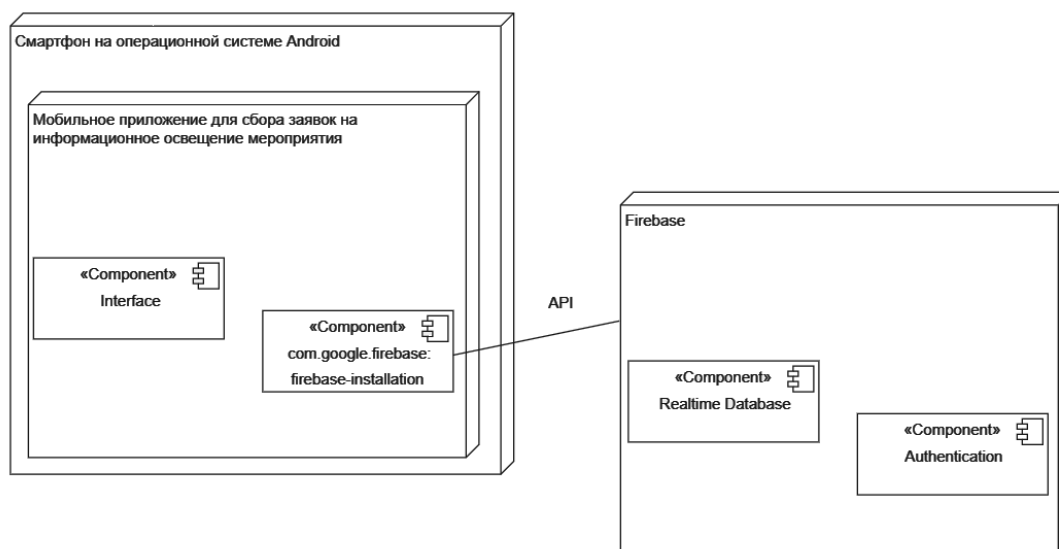 Смартфон на операционной системе Android
Мобильное приложение для сбора заявок на
информационное освещение мероприятия
«Component»
Interface
«Component»
com.google.firebase:
firebase-installation
API
Firebase
«Component»
Realtime Database
«Component»
Authentication